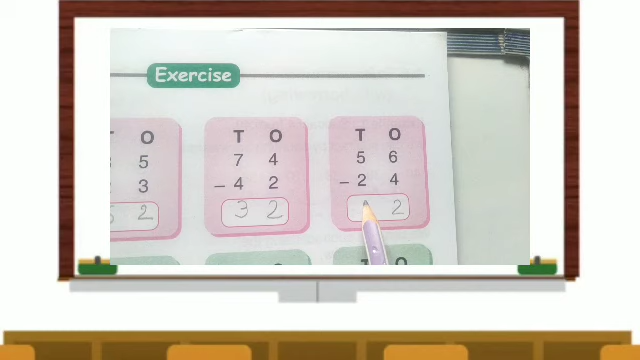 Exercise
O
5
3
2
T O
7 4
− 4 2
3 2
T O
5 6
− 2 4
2
T O